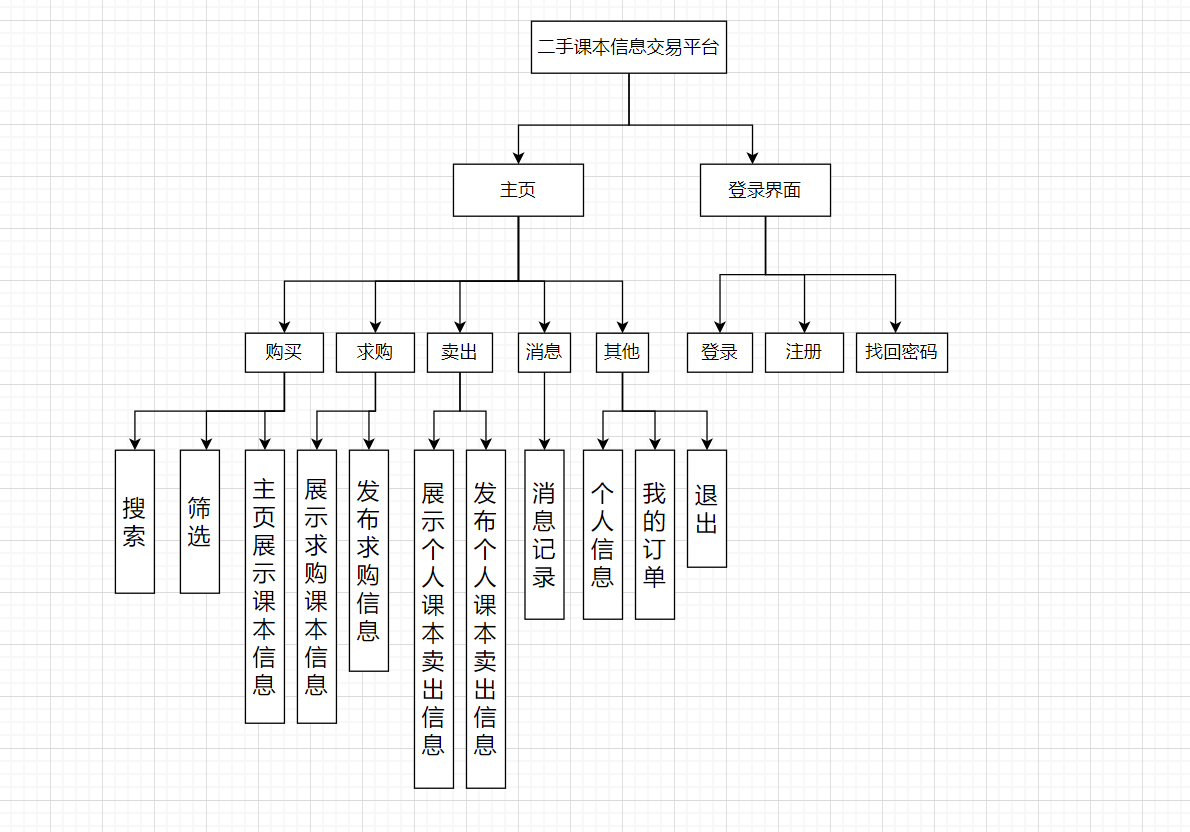 二手课本信息交易平台
主页
登录界面
购买
求购
卖出
消息
其他
登录
注册
找回密码
搜索
筛选
主页展示课本信息
展示求购课本信息
发布求购信息
展示个人课本卖出信息
发布个人课本卖出信息
消息记录
个人信息
我的订单
退出